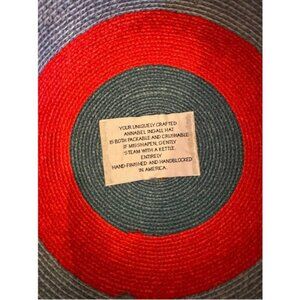 YOUR UNIQUELY CRAFTED
ANNABEL INGALL HAT
IS BOTH PACKABLE AND CRUSHABLE
IF MISSHAPEN, GENTLY
STEAM WITH A KETTLE.
ENTIRELY
HAND FINISHED AND HANDBLOCKED
IN AMERICA.